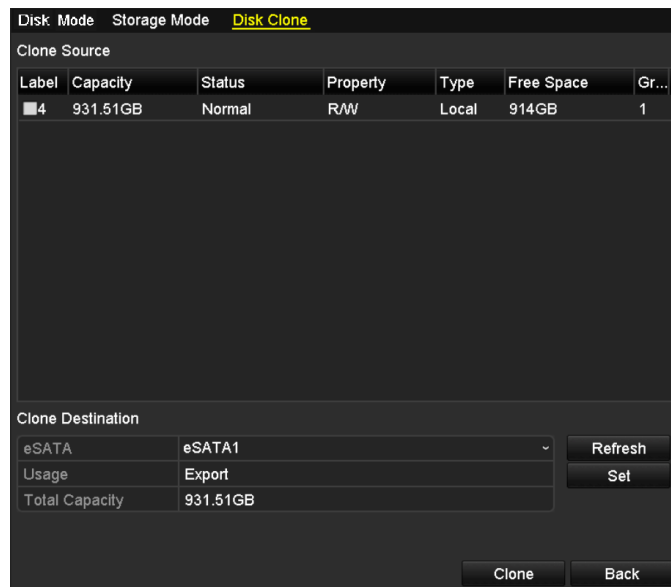 Disk Mode Storage Mode Disk Clone
Clone Source
Label Capacity Status Property Type Free Space Gr...
4 931.51GB Normal R/W Local 914GB 1
Clone Destination
eSATA eSATA1 Refresh
Usage Export Set
Total Capacity 931.51GB
Clone Back